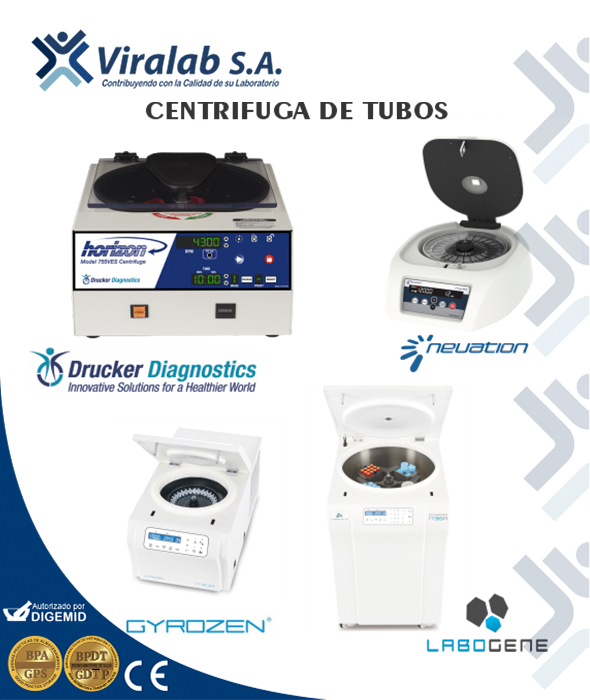 Viralab S.A.
Contribuyendo con la Calidad de su Laboratorio
CENTRIFUGA DE TUBOS
horizon
Model 755VES Centrifuge
Drucker Diagnostics
4300
RPM
TIME
10:00
Drucker Diagnostics
Innovative Solutions for a Healthier World
neuation
GYROZEN®
LABOGENE
Autorizado por
DIGEMID
BPA
GPS
BPDT
GDTP
CE